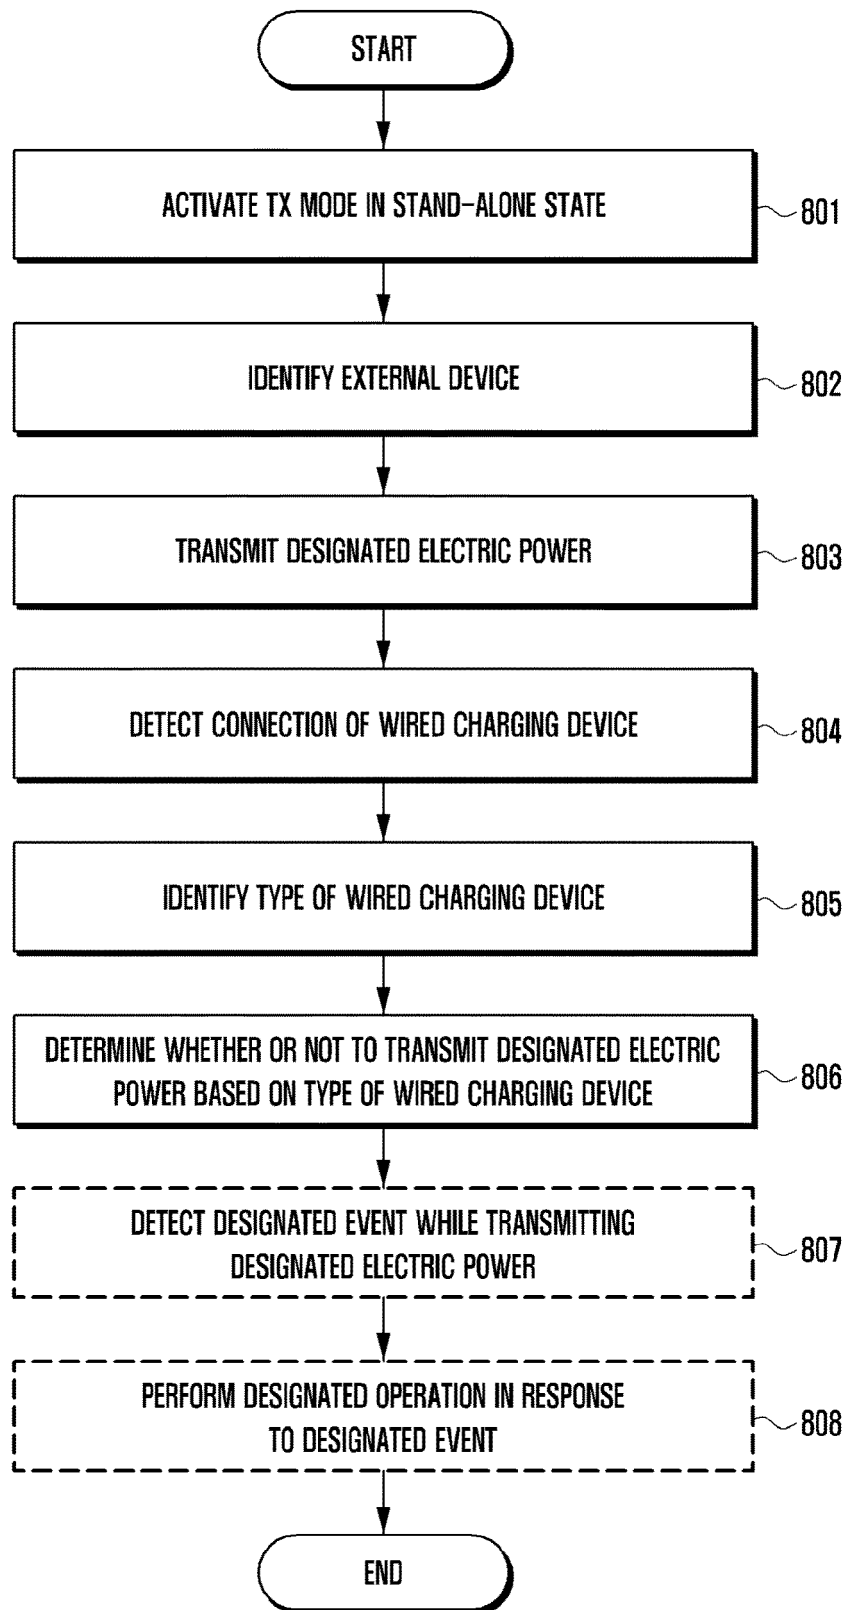 START
ACTIVATE TX MODE IN STAND-ALONE STATE
801
IDENTIFY EXTERNAL DEVICE
802
TRANSMIT DESIGNATED ELECTRIC POWER
803
DETECT CONNECTION OF WIRED CHARGING DEVICE
804
IDENTIFY TYPE OF WIRED CHARGING DEVICE
805
DETERMINE WHETHER OR NOT TO TRANSMIT DESIGNATED ELECTRIC
POWER BASED ON TYPE OF WIRED CHARGING DEVICE
806
DETECT DESIGNATED EVENT WHILE TRANSMITTING
DESIGNATED ELECTRIC POWER
807
PERFORM DESIGNATED OPERATION IN RESPONSE
TO DESIGNATED EVENT
808
END